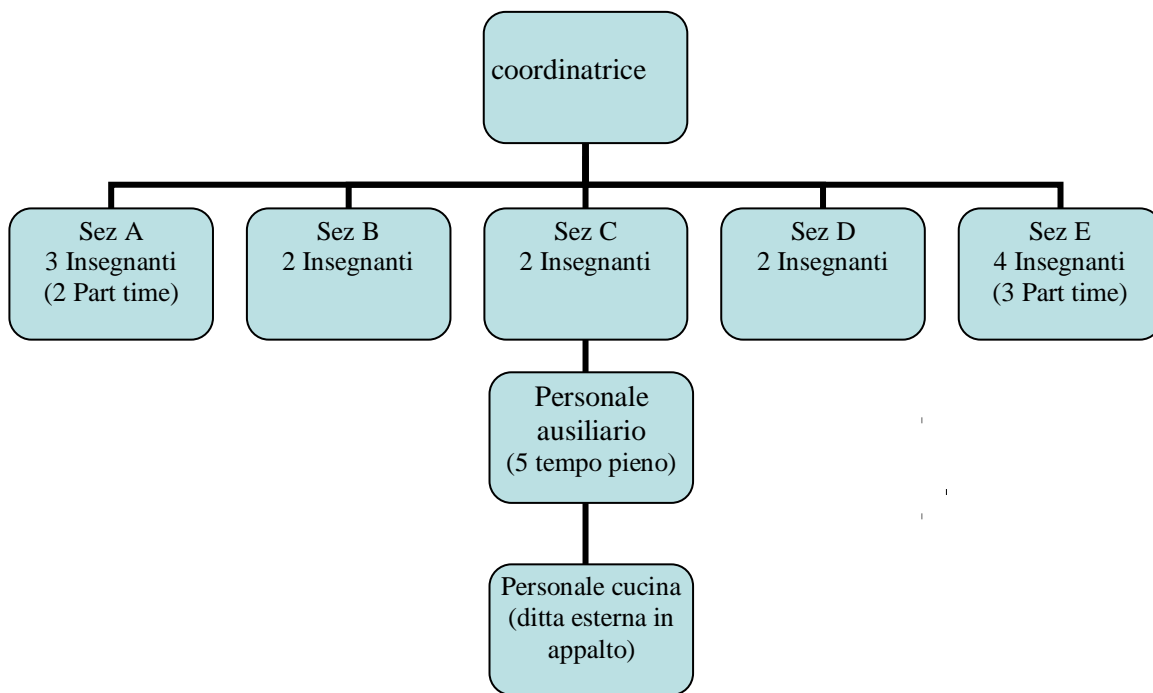 coordinatrice
Sez A
3 Insegnanti
(2 Part time)
Sez B
2 Insegnanti
Sez C
2 Insegnanti
Sez D
2 Insegnanti
Sez E
4 Insegnanti
(3 Part time)
Personale
ausiliario
(5 tempo pieno)
Personale cucina
(ditta esterna in
appalto)